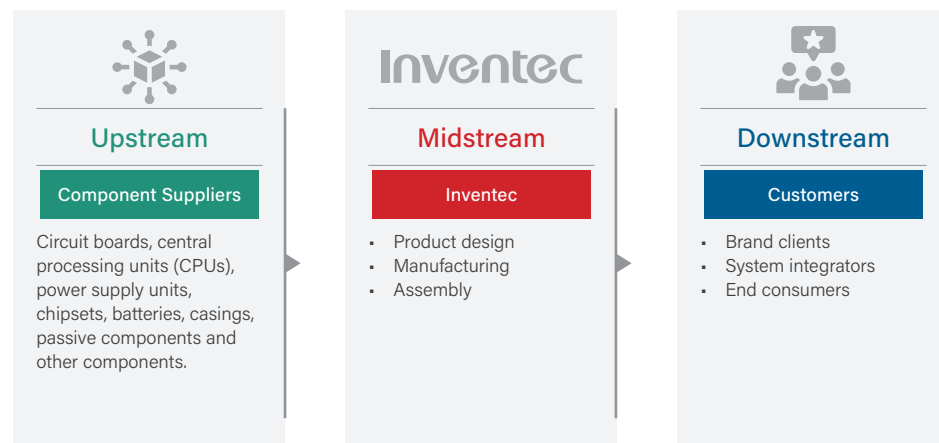 Upstream
Component Suppliers
Circuit boards, central
processing units (CPUs),
power supply units,
chipsets, batteries, casings,
passive components and
other components.
Inventec
Midstream
Inventec
▪ Product design
▪ Manufacturing
▪ Assembly
Downstream
Customers
▪ Brand clients
▪ System integrators
▪ End consumers